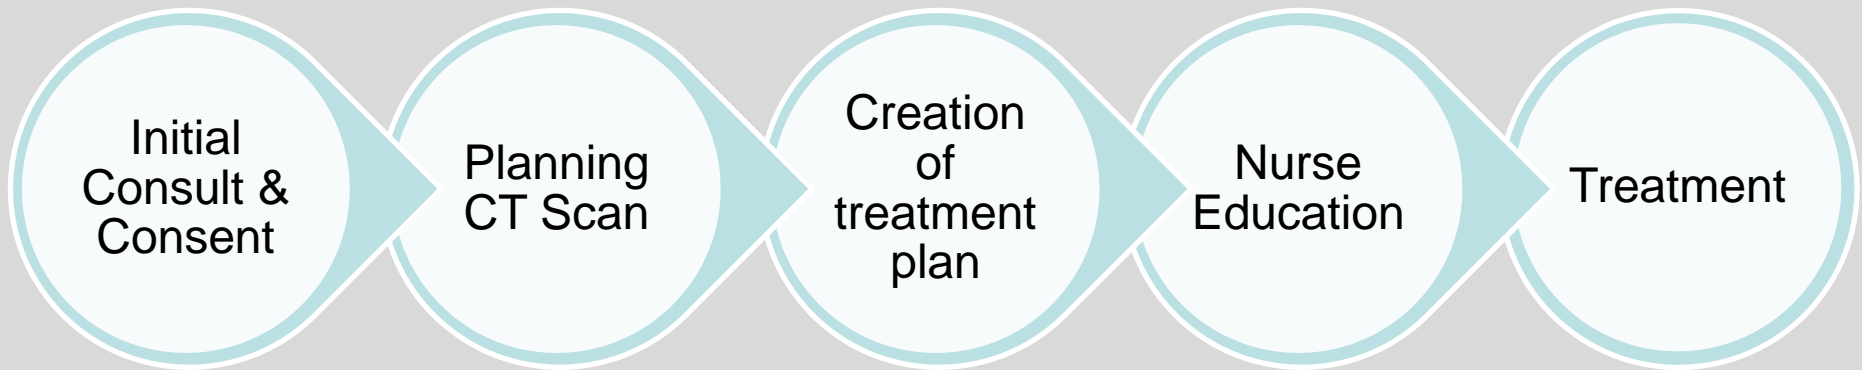 Initial
Consult &
Consent
Planning
CT Scan
Creation
of
treatment
plan
Nurse
Education
Treatment